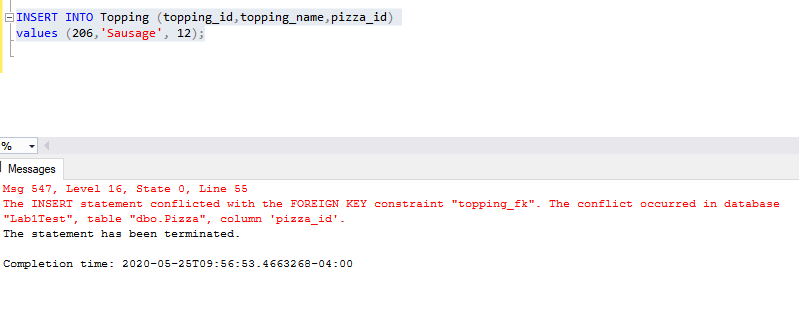 INSERT INTO Topping (topping_id,topping_name,pizza_id)
values (206,'Sausage', 12);
%
Messages
Msg 547, Level 16, State 0, Line 55
The INSERT statement conflicted with the FOREIGN KEY constraint "topping_fk". The conflict occurred in database
"Lab1Test", table "dbo.Pizza", column 'pizza_id'.
The statement has been terminated.
Completion time: 2020-05-25T09:56:53.4663268-04:00